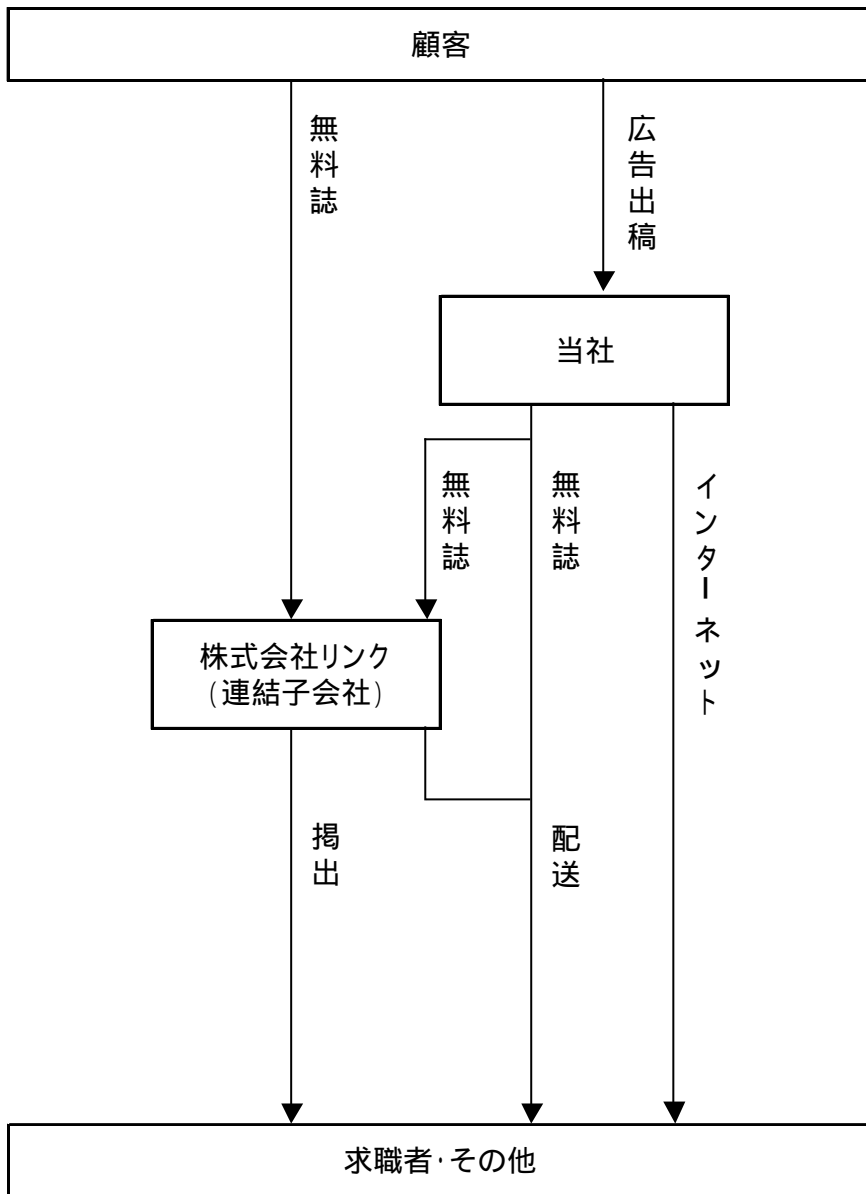 顧客
無料誌
広告出稿
当社
無料誌
無料誌
インターネット
株式会社リンク
(連結子会社)
掲出
配送
求職者・その他